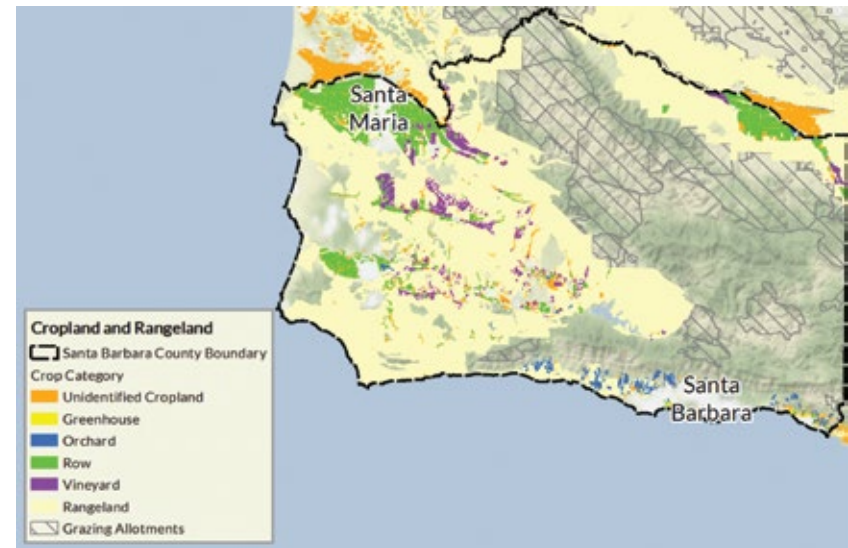 Santa
Maria
Santa
Barbara
Cropland and Rangeland
Santa Barbara County Boundary
Crop Category
Unidentified Cropland
Greenhouse
Orchard
Row
Vineyard
Rangeland
Grazing Allotments